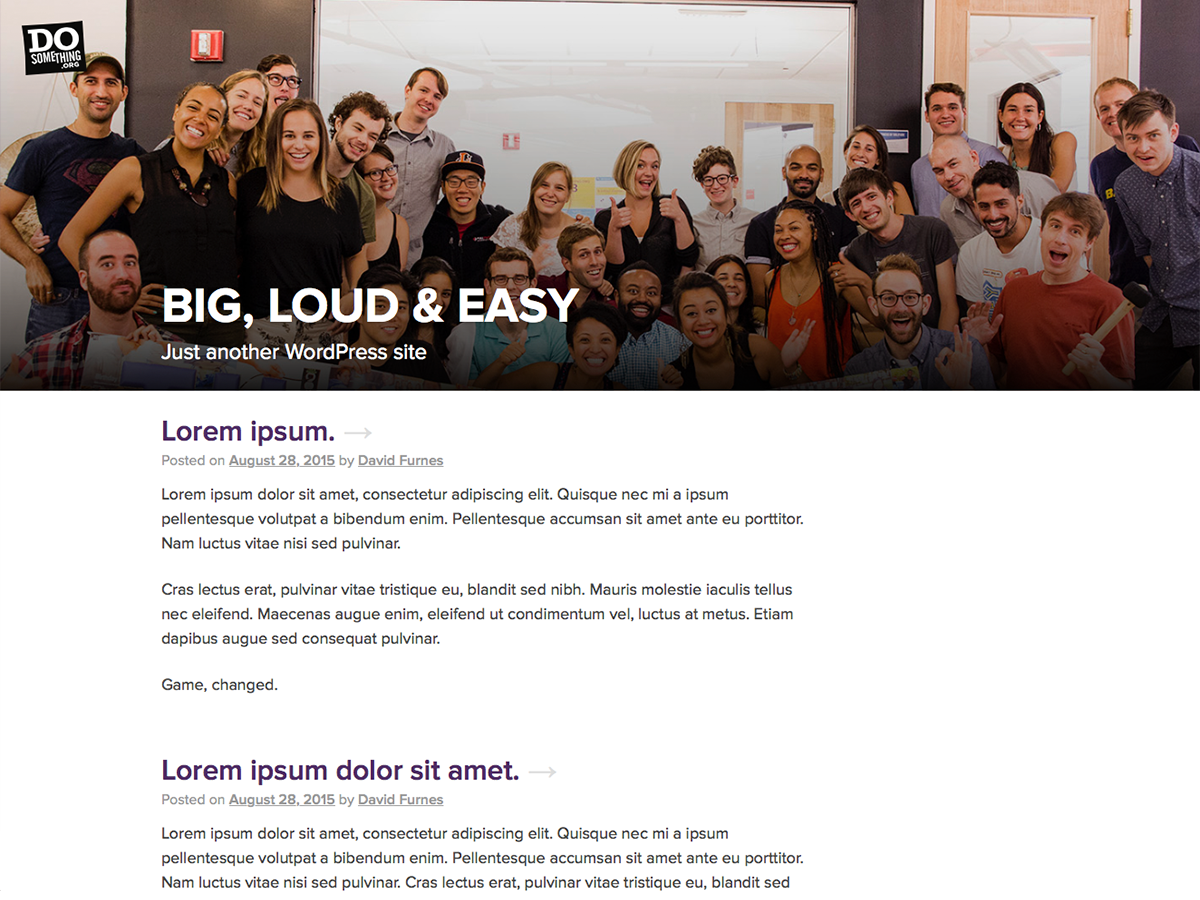 DO
SOMETHING
.ORG
BIG, LOUD & EASY
Just another WordPress site
Lorem ipsum. →
Posted on August 28, 2015 by David Furnes
Lorem ipsum dolor sit amet, consectetur adipiscing elit. Quisque nec mi a ipsum
pellentesque volutpat a bibendum enim. Pellentesque accumsan sit amet ante eu porttitor.
Nam luctus vitae nisi sed pulvinar.
Cras lectus erat, pulvinar vitae tristique eu, blandit sed nibh. Mauris molestie iaculis tellus
nec eleifend. Maecenas augue enim, eleifend ut condimentum vel, luctus at metus. Etiam
dapibus augue sed consequat pulvinar.
Game, changed.
Lorem ipsum dolor sit amet. →
Posted on August 28, 2015 by David Furnes
Lorem ipsum dolor sit amet, consectetur adipiscing elit. Quisque nec mi a ipsum
pellentesque volutpat a bibendum enim. Pellentesque accumsan sit amet ante eu porttitor.
Nam luctus vitae nisi sed pulvinar. Cras lectus erat, pulvinar vitae tristique eu, blandit sed